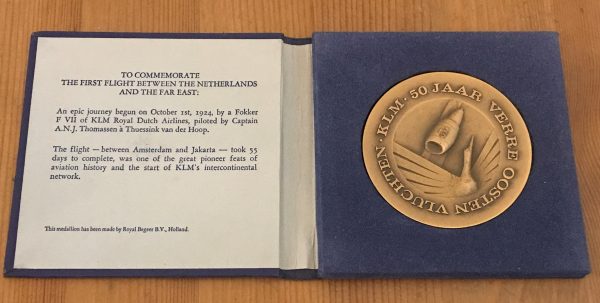 TO COMMEMORATE
THE FIRST FLIGHT BETWEEN THE NETHERLANDS
AND THE FAR EAST:
An epic journey begun on October 1st, 1924, by a Fokker
F VII of KLM Royal Dutch Airlines, piloted by Captain
A.N.J. Thomassen à Thuessink van der Hoop.
The flight — between Amsterdam and Jakarta — took 55
days to complete, was one of the great pioneer feats of
aviation history and the start of KLM's intercontinental
network.
This medallion has been made by Royal Begeer B.V., Holland.
KLM · 50 JAAR VERRE OOSTEN VLUCHTEN ·